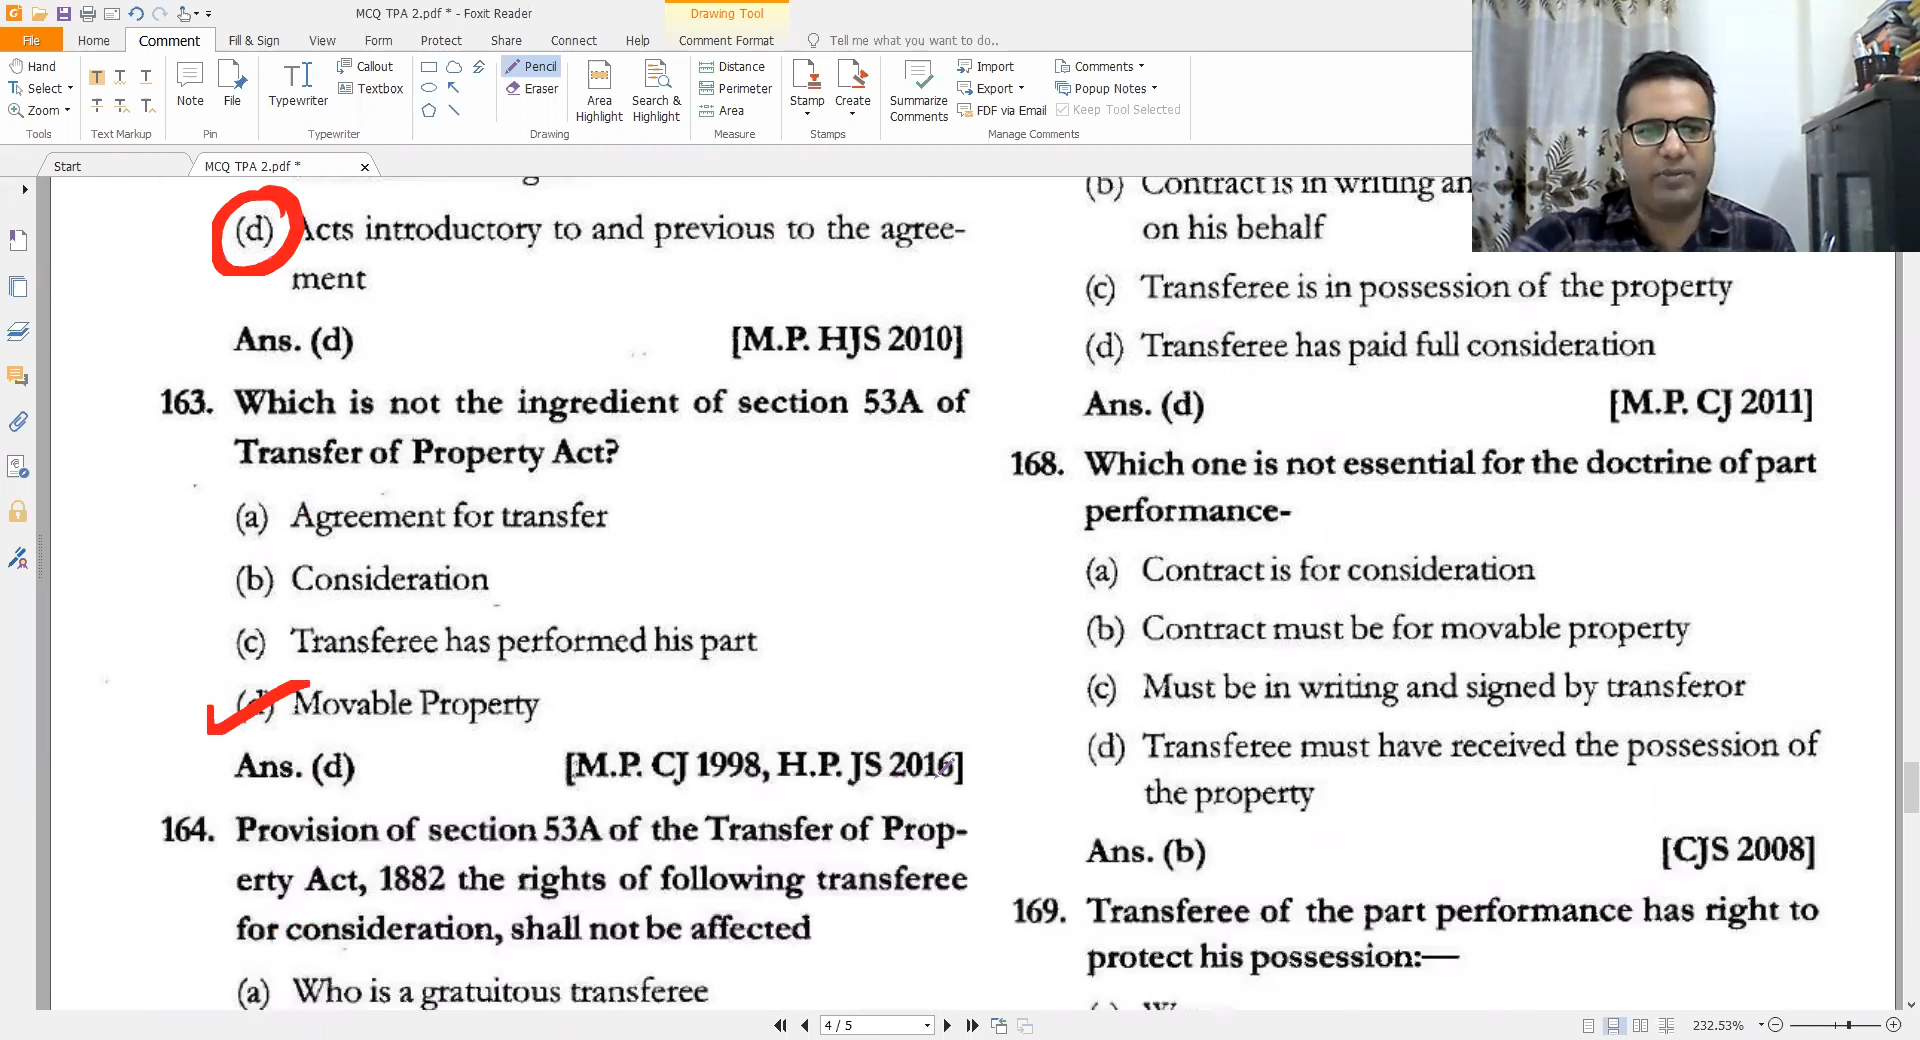 MCQ TPA 2.pdf * - Foxit Reader
Drawing Tool
File
Home
Comment
Fill & Sign
View
Form
Protect
Share
Connect
Help
Comment Format
Tell me what you want to do..
Hand
Select
Zoom
Tools
Text Markup
Note
File
Pin
Typewriter
Callout
Textbox
Typewriter
Pencil
Eraser
Area
Highlight
Search &
Highlight
Drawing
Distance
Perimeter
Area
Measure
Stamp
Create
Stamps
Summarize
Comments
Import
Export
FDF via Email
Comments
Popup Notes
Keep Tool Selected
Manage Comments
Start
MCQ TPA 2.pdf *
(d) Acts introductory to and previous to the agree-
ment
Ans. (d) [M.P. HJS 2010]
163. Which is not the ingredient of section 53A of
Transfer of Property Act?
(a) Agreement for transfer
(b) Consideration
(c) Transferee has performed his part
(d) Movable Property
Ans. (d) [M.P. CJ 1998, H.P. JS 2016]
164. Provision of section 53A of the Transfer of Prop-
erty Act, 1882 the rights of following transferee
for consideration, shall not be affected
(a) Who is a gratuitous transferee
(b) Contract is in writing an
on his behalf
(c) Transferee is in possession of the property
(d) Transferee has paid full consideration
Ans. (d) [M.P. CJ 2011]
168. Which one is not essential for the doctrine of part
performance-
(a) Contract is for consideration
(b) Contract must be for movable property
(c) Must be in writing and signed by transferor
(d) Transferee must have received the possession of
the property
Ans. (b) [CJS 2008]
169. Transferee of the part performance has right to
protect his possession:—
4 / 5
232.53%